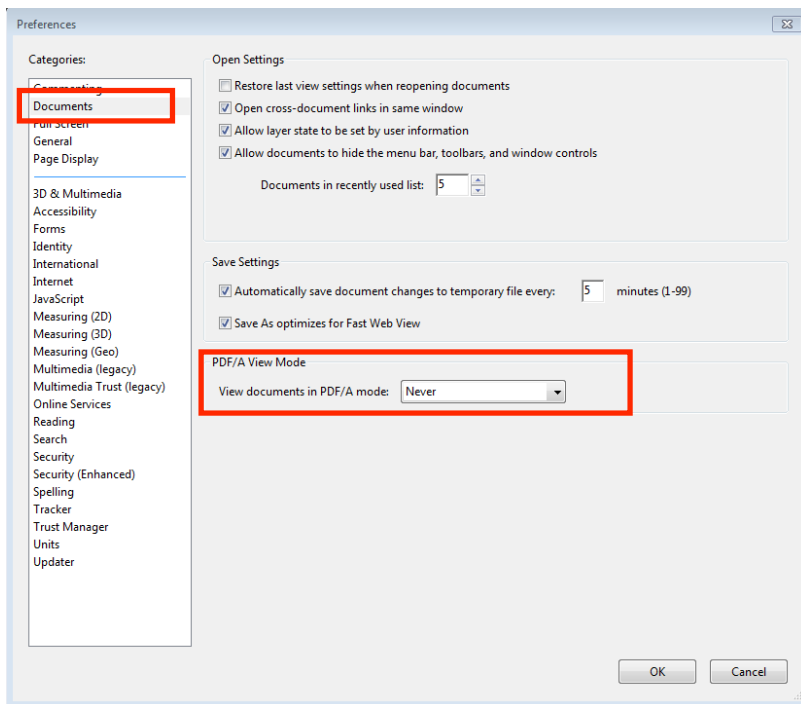 Preferences
Categories:
Commenting
Documents
Full Screen
General
Page Display
3D & Multimedia
Accessibility
Forms
Identity
International
Internet
JavaScript
Measuring (2D)
Measuring (3D)
Measuring (Geo)
Multimedia (legacy)
Multimedia Trust (legacy)
Online Services
Reading
Search
Security
Security (Enhanced)
Spelling
Tracker
Trust Manager
Units
Updater
Open Settings
Restore last view settings when reopening documents
Open cross-document links in same window
Allow layer state to be set by user information
Allow documents to hide the menu bar, toolbars, and window controls
Documents in recently used list: 5
Save Settings
Automatically save document changes to temporary file every: 5 minutes (1-99)
Save As optimizes for Fast Web View
PDF/A View Mode
View documents in PDF/A mode: Never
OK Cancel